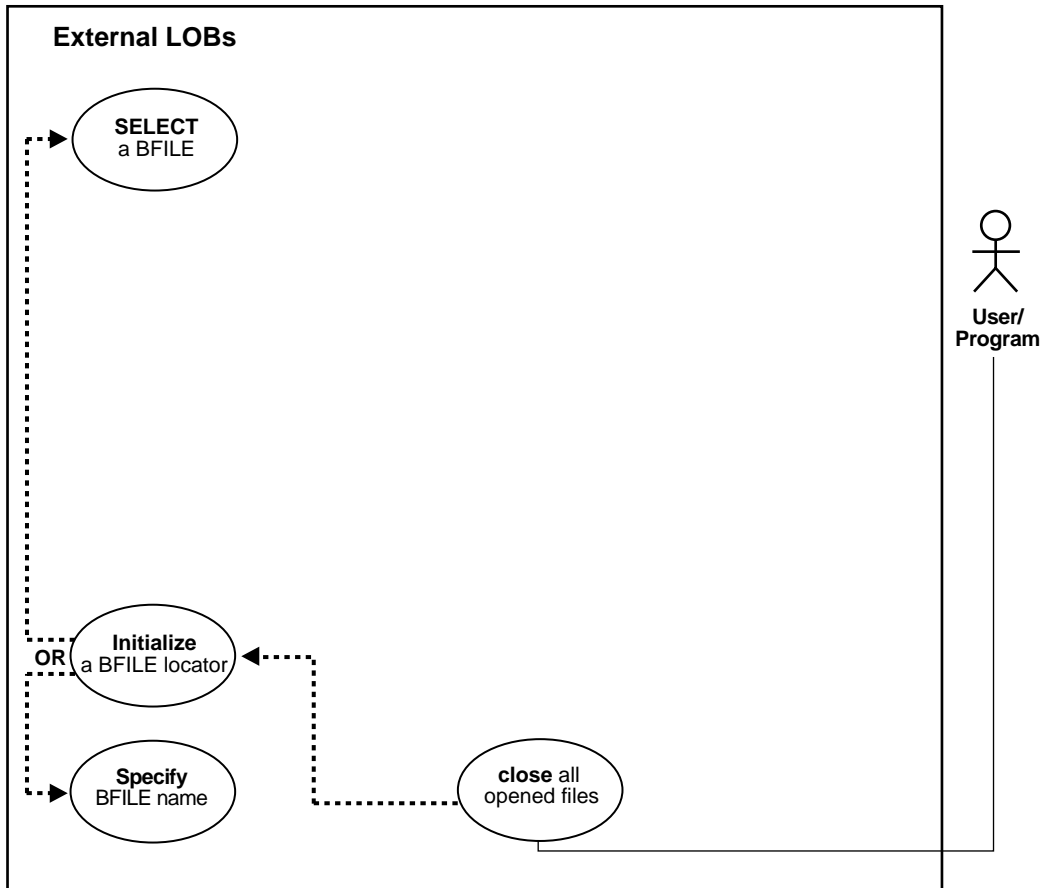 External LOBs
SELECT
a BFILE
User/
Program
Initialize
OR
a BFILE locator
Specify
BFILE name
close all
opened files